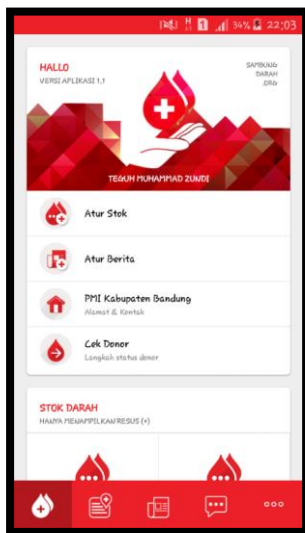 34% 22:03
HALLO
VERSI APLIKASI 1.1
SAMBUNG
DARAH
.ORG
TEGUH MUHAMMAD ZUNDI
Atur Stok
Atur Berita
PMI Kabupaten Bandung
Alamat & Kontak
Cek Donor
Langkah status donor
STOK DARAH
HANYA MENAMPILKAN RESUS (+)